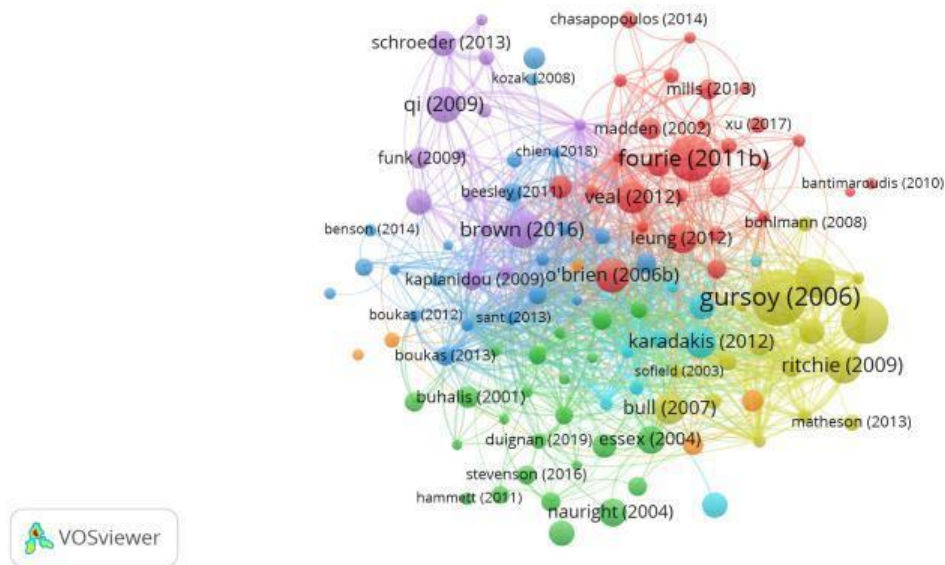 chasapopoulos (2014)
schroeder (2013)
kozak (2008)
mills (2013)
qi (2009)
madden (2002)
xu (2017)
chien (2018)
funk (2009)
fourie (2011b)
bantimaroudis (2010)
beesley (2011)
veal (2012)
bohlmann (2008)
benson (2014)
brown (2016)
leung (2012)
kaplanidou (2009)
o'brien (2006b)
gursoy (2006)
boukas (2012)
sant (2013)
karadakis (2012)
boukas (2013)
sofield (2003)
ritchie (2009)
buhalis (2001)
bull (2007)
matheson (2013)
duignan (2019)
essex (2004)
stevenson (2016)
hammett (2011)
nauright (2004)
VOSviewer